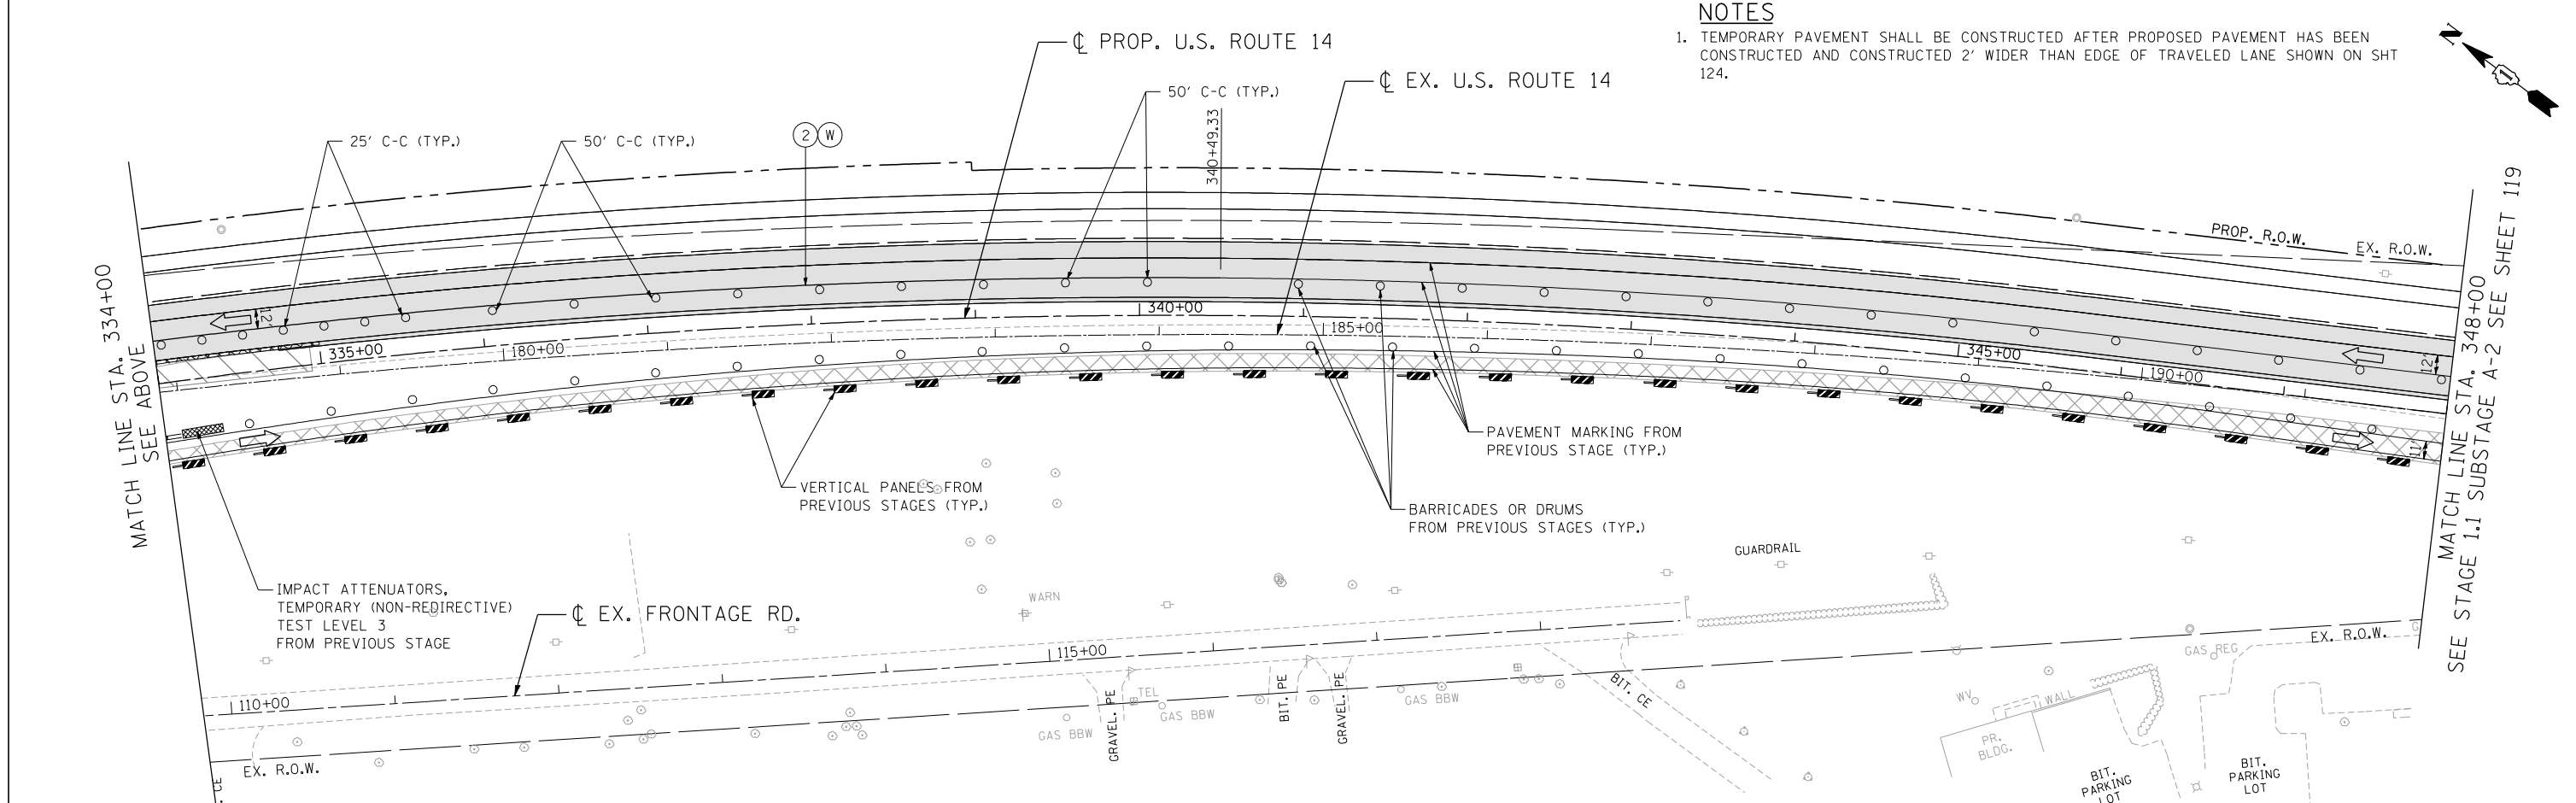 NOTES
1. TEMPORARY PAVEMENT SHALL BE CONSTRUCTED AFTER PROPOSED PAVEMENT HAS BEEN
CONSTRUCTED AND CONSTRUCTED 2' WIDER THAN EDGE OF TRAVELED LANE SHOWN ON SHT
124.
N
℄ PROP. U.S. ROUTE 14
℄ EX. U.S. ROUTE 14
50' C-C (TYP.)
340+49.33
25' C-C (TYP.)
50' C-C (TYP.)
2 W
PROP. R.O.W.
EX. R.O.W.
MATCH LINE STA. 334+00
SEE ABOVE
12'
335+00
180+00
340+00
185+00
345+00
190+00
12'
11'
MATCH LINE STA. 348+00
SEE STAGE 1.1 SUBSTAGE A-2 SEE SHEET 119
PAVEMENT MARKING FROM
PREVIOUS STAGE (TYP.)
VERTICAL PANELS FROM
PREVIOUS STAGES (TYP.)
BARRICADES OR DRUMS
FROM PREVIOUS STAGES (TYP.)
IMPACT ATTENUATORS,
TEMPORARY (NON-REDIRECTIVE)
TEST LEVEL 3
FROM PREVIOUS STAGE
℄ EX. FRONTAGE RD.
WARN
GUARDRAIL
110+00
115+00
EX. R.O.W.
EX. R.O.W.
GAS BBW
GRAVEL. PE
TEL
GAS BBW
BIT. PE
GRAVEL. PE
GAS BBW
BIT. CE
WV
WALL
PR.
BLDG.
GAS REG
G
BIT.
PARKING
LOT
BIT.
PARKING
LOT
. CE